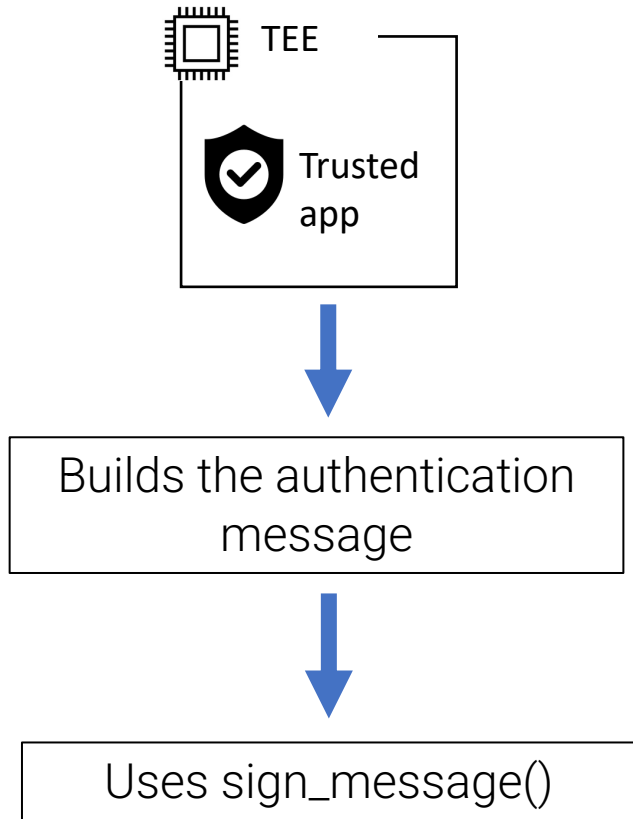 TEE
Trusted
app
Builds the authentication
message
Uses sign_message()